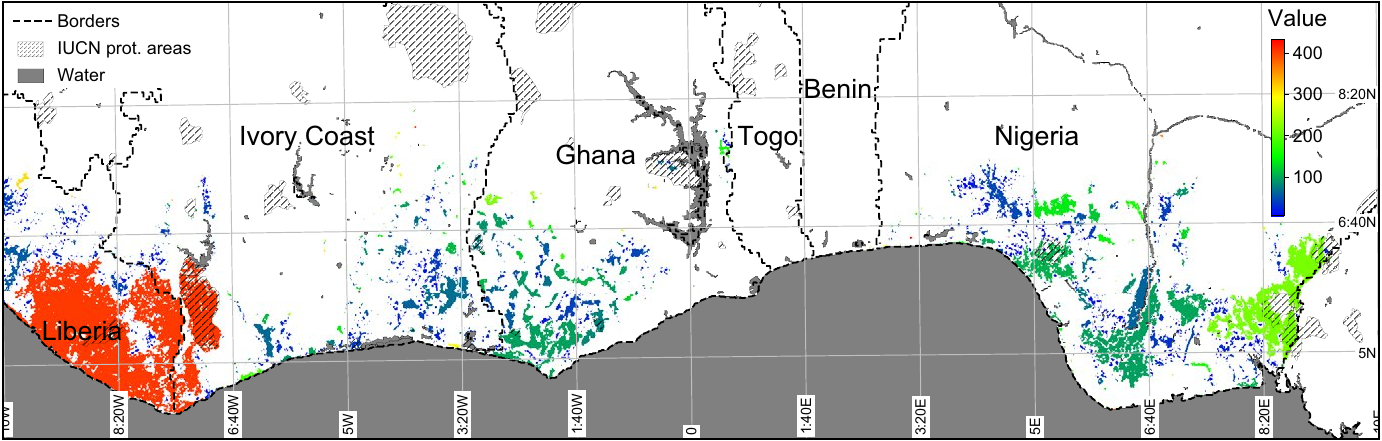 Borders
IUCN prot. areas
Water
Value
400
300
200
100
Benin
Ivory Coast
Ghana
Togo
Nigeria
Liberia
8:20N
6:40N
5N
8:20W
6:40W
5W
3:20W
1:40W
0
1:40E
3:20E
5E
6:40E
8:20E